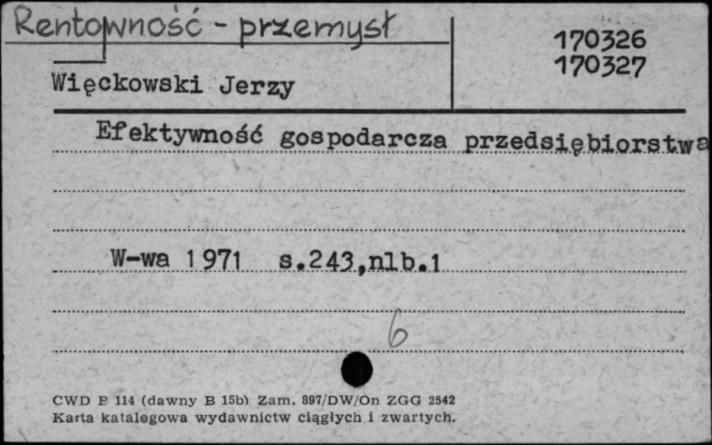 Rentowność - przemysł
170326
170327
Więckowski Jerzy
Efektywność gospodarcza przedsiębiorstwa
W-wa 1971 s.243,nlb.1
6
CWD B 114 (dawny B 15b) Zam. 897/DW/On ZGG 2542
Karta katalogowa wydawnictw ciągłych i zwartych.